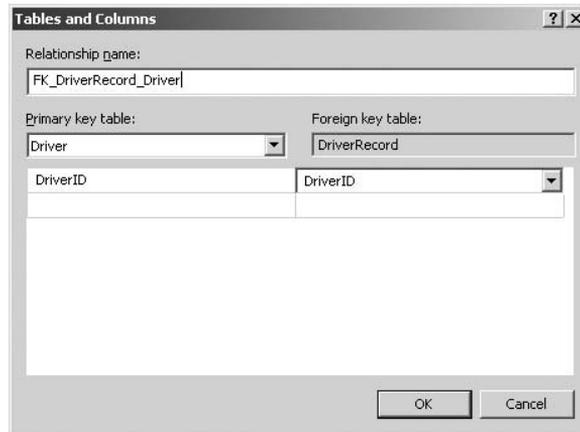 Tables and Columns
Relationship name:
FK_DriverRecord_Driver
Primary key table:
Foreign key table:
Driver
DriverRecord
DriverID
DriverID
OK
Cancel